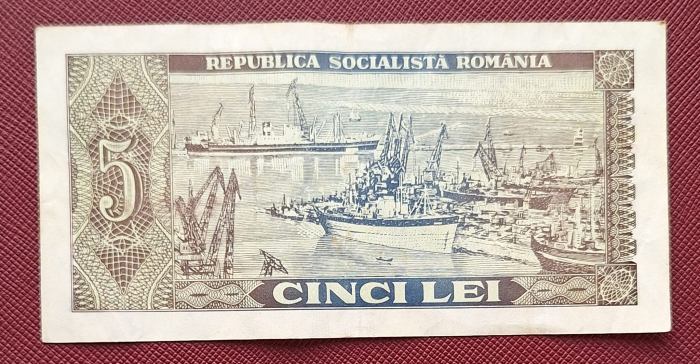 REPUBLICA SOCIALISTĂ ROMÂNIA
5
CINCI LEI